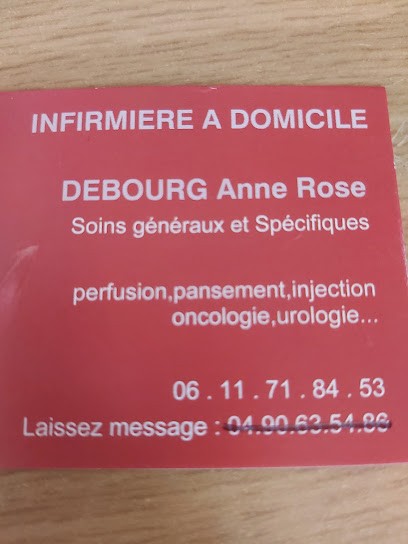 INFIRMIERE A DOMICILE
DEBOURG Anne Rose
Soins généraux et Spécifiques
perfusion,pansement,injection
oncologie,urologie...
06 . 11 . 71 . 84 . 53
Laissez message : 04.90.63.54.86